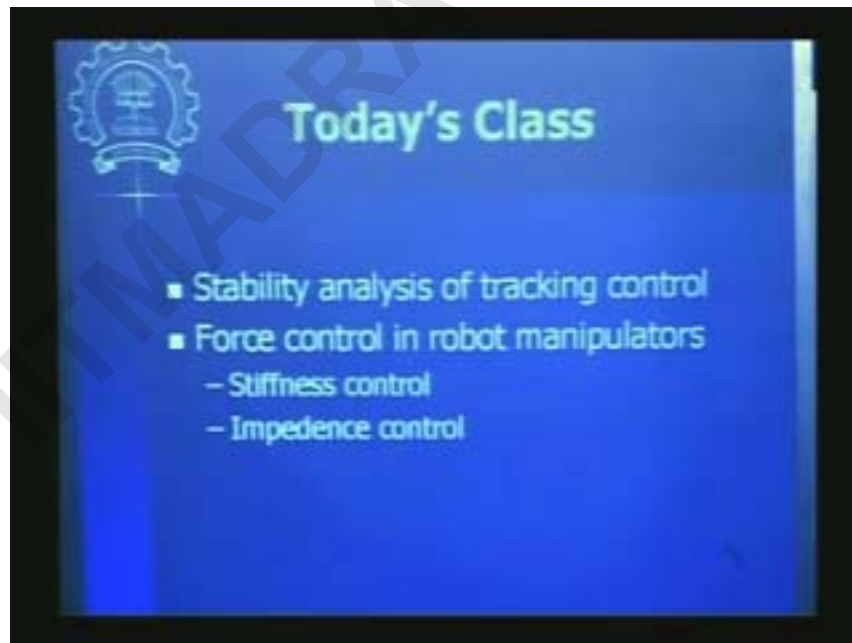 Today's Class
■ Stability analysis of tracking control
■ Force control in robot manipulators
– Stiffness control
– Impedence control